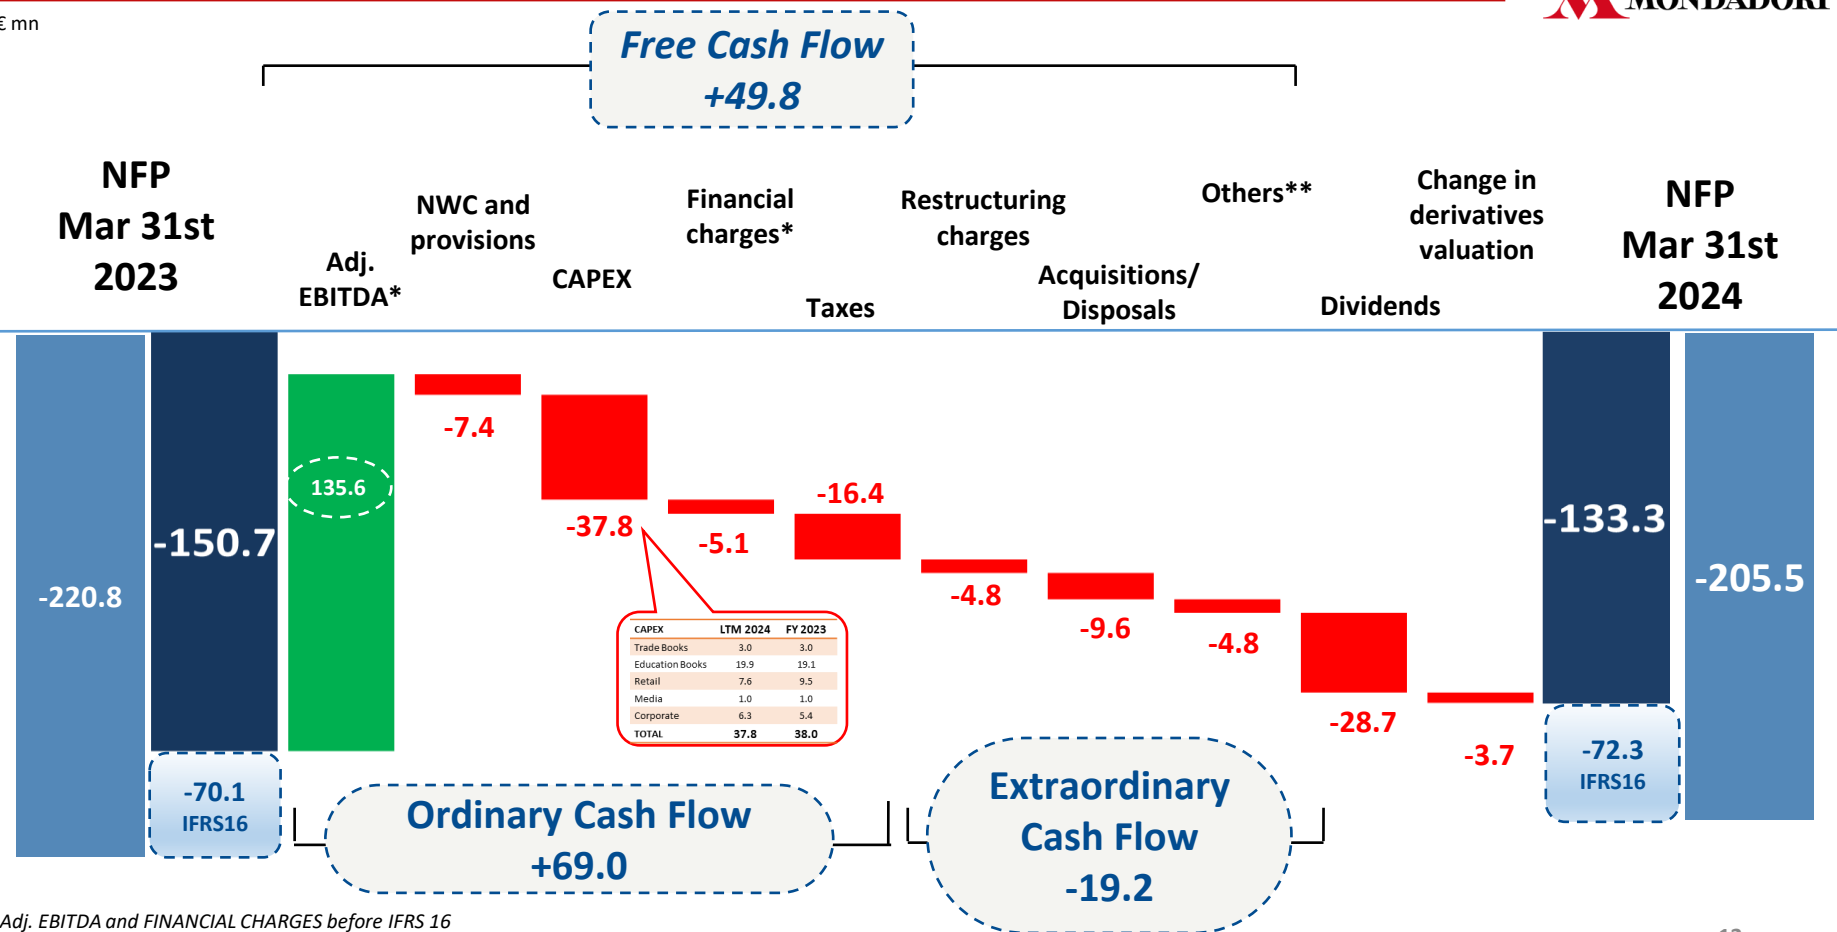 € mn
MONDADORI
Free Cash Flow
+49.8
NFP
Mar 31st
2023
Adj.
EBITDA*
NWC and
provisions
CAPEX
Financial
charges*
Taxes
Restructuring
charges
Acquisitions/
Disposals
Others**
Dividends
Change in
derivatives
valuation
NFP
Mar 31st
2024
-220.8
-150.7
-70.1
IFRS16
135.6
-7.4
-37.8
-5.1
-16.4
-4.8
-9.6
-4.8
-28.7
-3.7
-133.3
-72.3
IFRS16
-205.5
CAPEX LTM 2024 FY 2023
Trade Books 3.0 3.0
Education Books 19.9 19.1
Retail 7.6 9.5
Media 1.0 1.0
Corporate 6.3 5.4
TOTAL 37.8 38.0
Ordinary Cash Flow
+69.0
Extraordinary
Cash Flow
-19.2
Adj. EBITDA and FINANCIAL CHARGES before IFRS 16